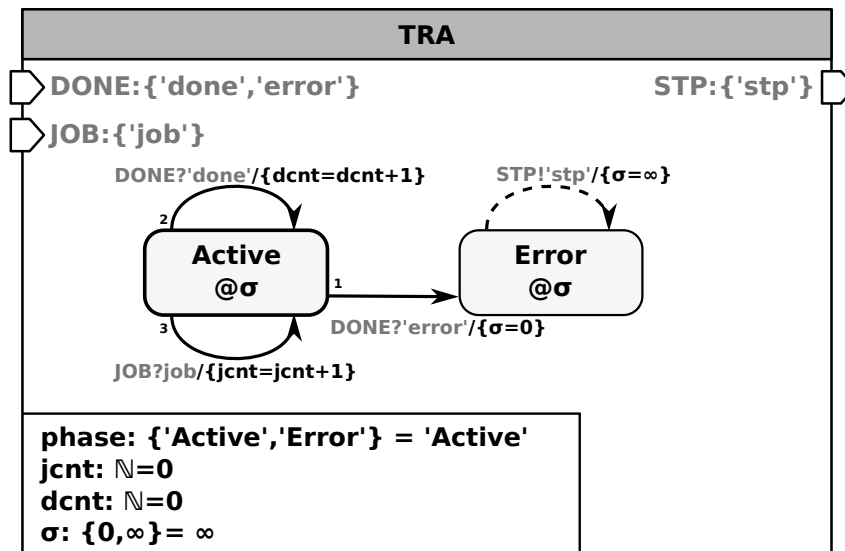 TRA
DONE:{'done','error'} STP:{'stp'}
JOB:{'job'}
DONE?'done'/{dcnt=dcnt+1} STP!'stp'/{σ=∞}
2
Active Error
@σ @σ
1
3
DONE?'error'/{σ=0}
JOB?job/{jcnt=jcnt+1}
phase: {'Active','Error'} = 'Active'
jcnt: ℕ=0
dcnt: ℕ=0
σ: {0,∞}= ∞